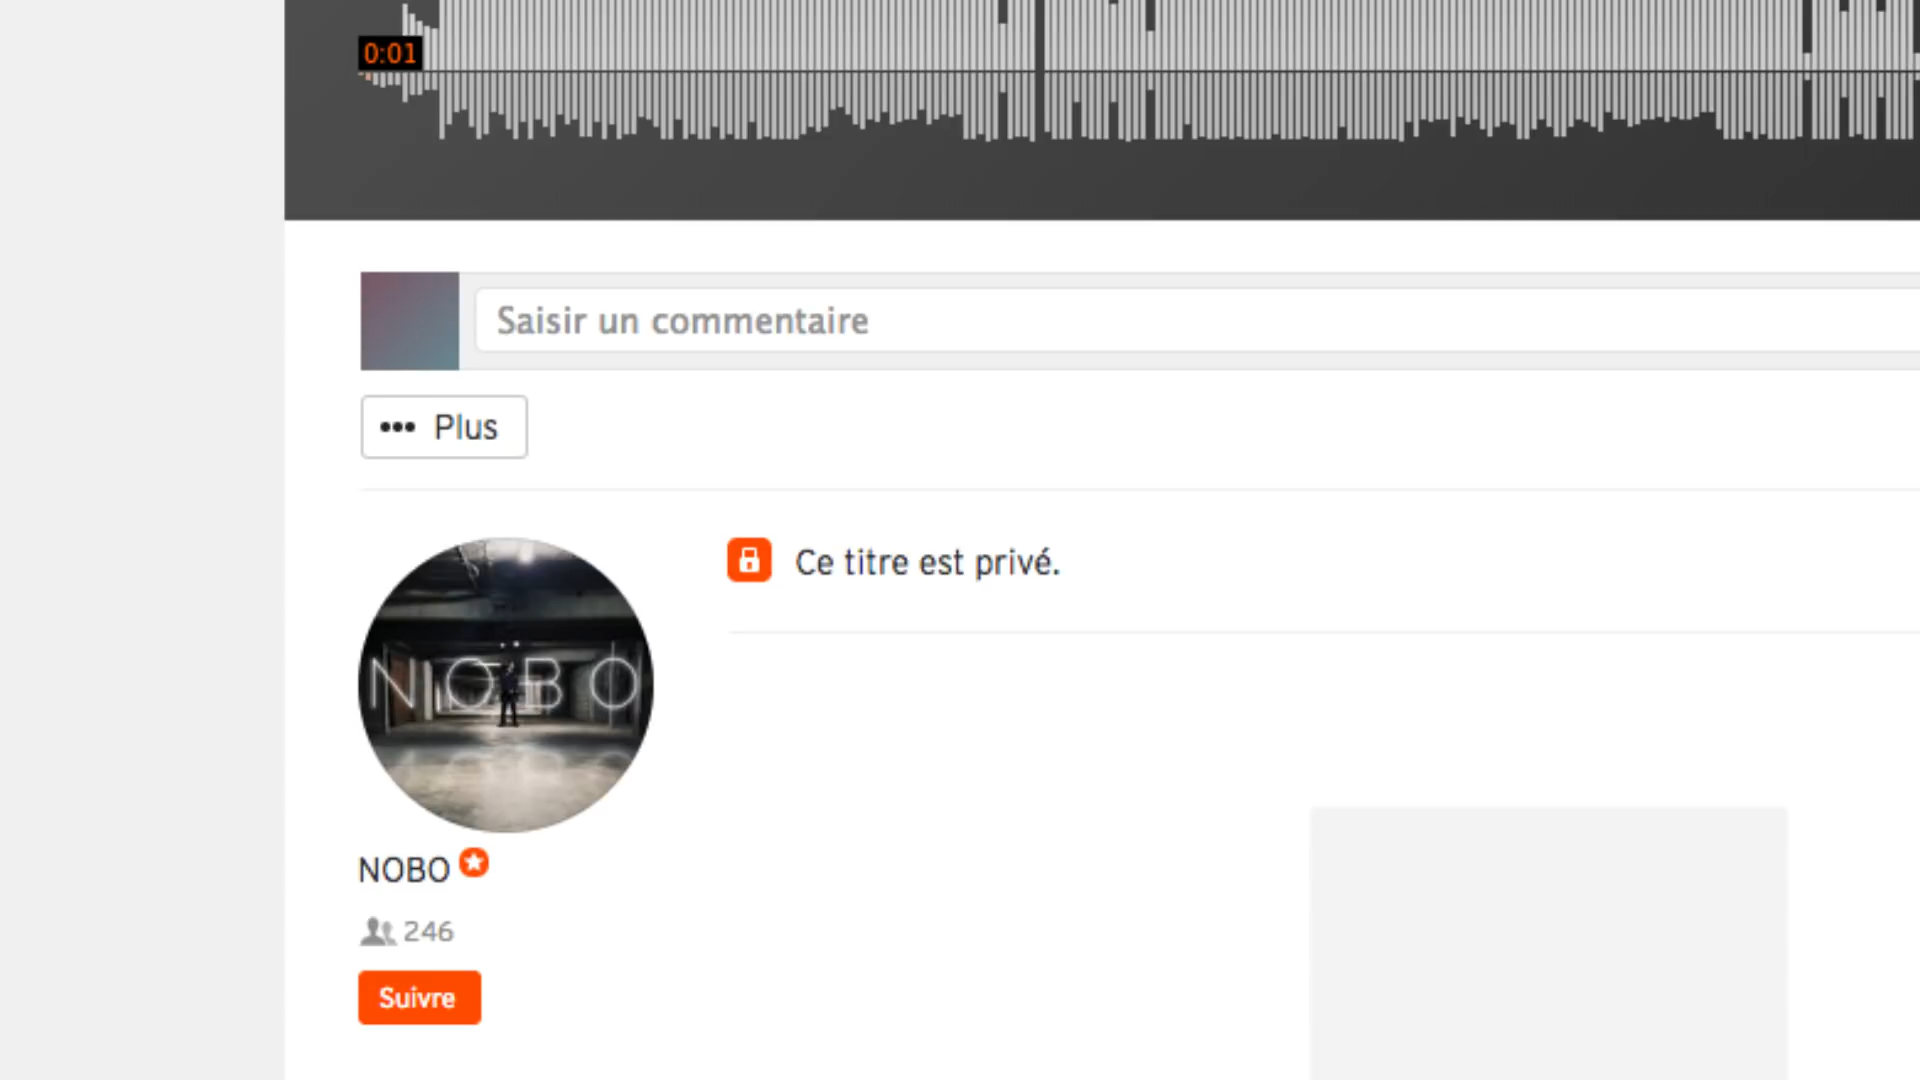 0:01
Saisir un commentaire
••• Plus
Ce titre est privé.
NOBO
NOBO
246
Suivre